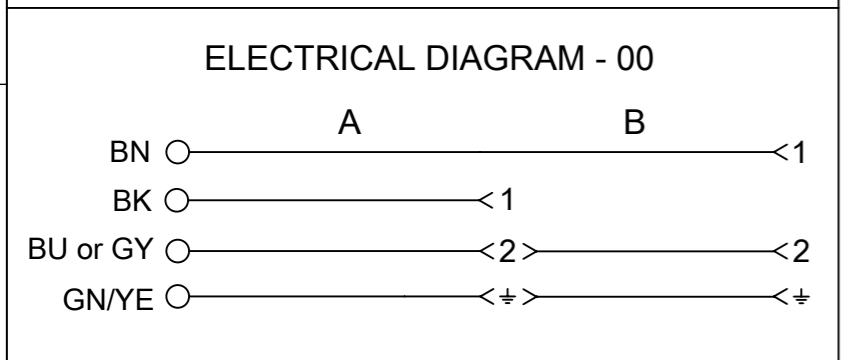 ELECTRICAL DIAGRAM - 00
A B
BN 1
BK 1
BU or GY 2 2
GN/YE